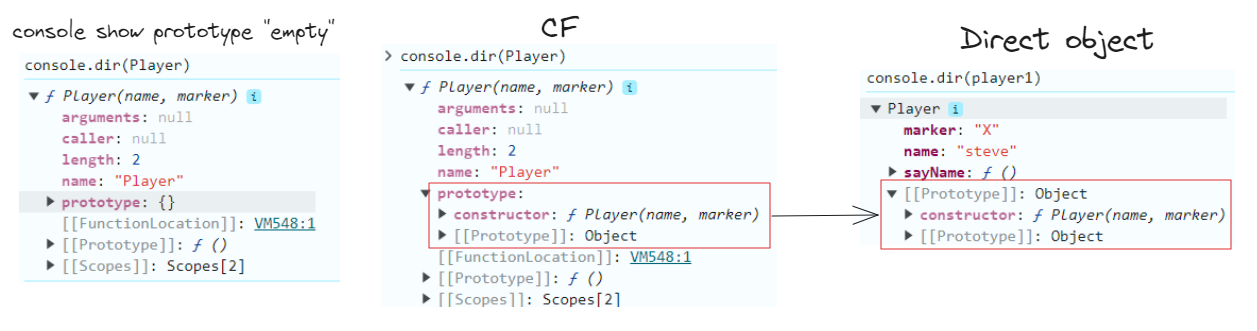 console show prototype "empty"
console.dir(Player)
▼ ƒ Player(name, marker) i
arguments: null
caller: null
length: 2
name: "Player"
▶ prototype: {}
[[FunctionLocation]]: VM548:1
▶ [[Prototype]]: ƒ ()
▶ [[Scopes]]: Scopes[2]
CF
> console.dir(Player)
▼ ƒ Player(name, marker) i
arguments: null
caller: null
length: 2
name: "Player"
▼ prototype:
▶ constructor: ƒ Player(name, marker)
▶ [[Prototype]]: Object
[[FunctionLocation]]: VM548:1
▶ [[Prototype]]: ƒ ()
▶ [[Scopes]]: Scopes[2]
Direct object
console.dir(player1)
▼ Player i
marker: "X"
name: "steve"
▶ sayName: ƒ ()
▼ [[Prototype]]: Object
▶ constructor: ƒ Player(name, marker)
▶ [[Prototype]]: Object